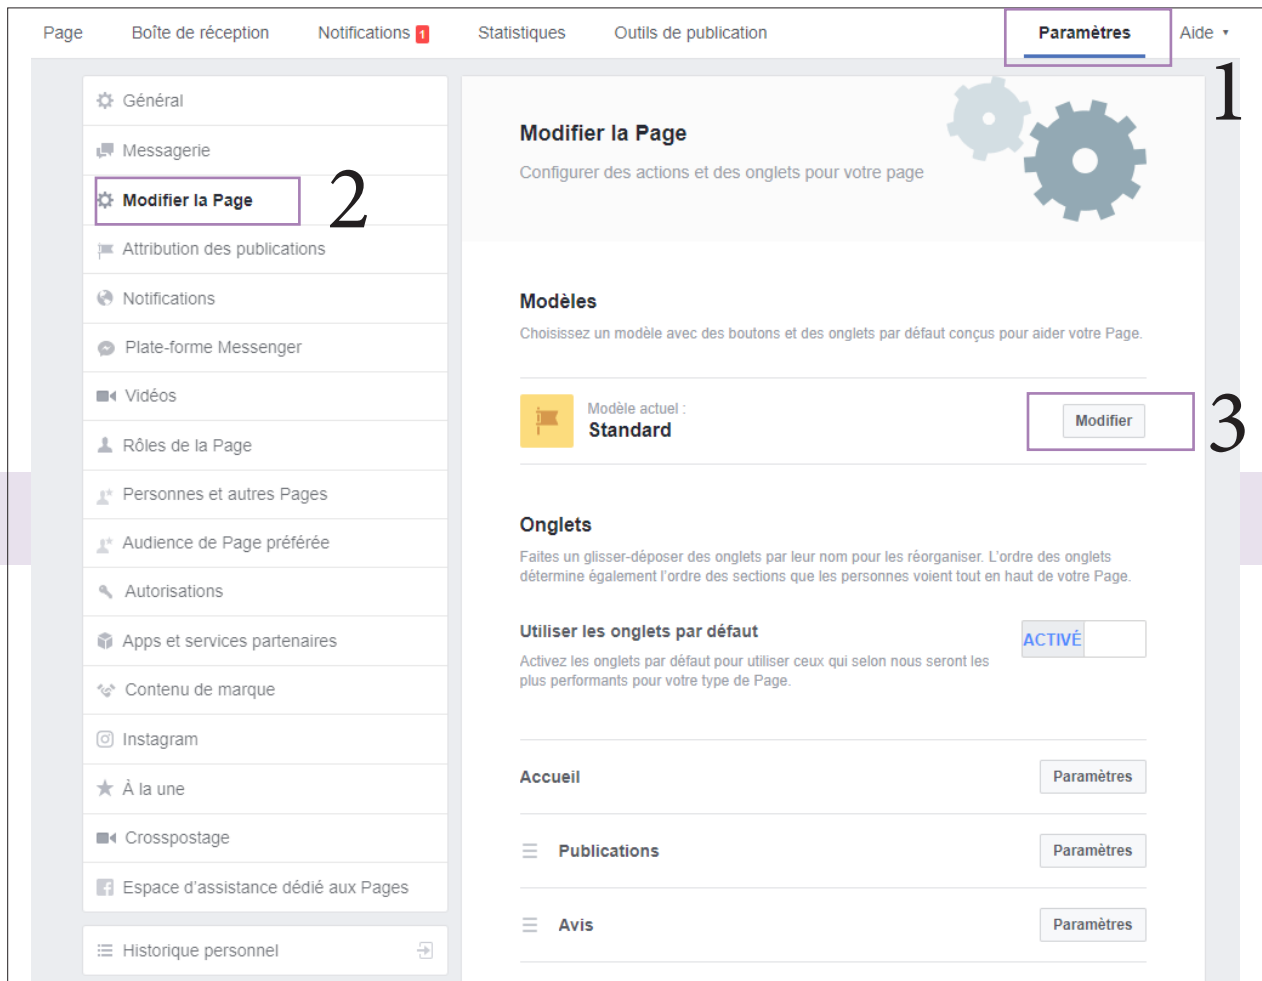 Page Boîte de réception Notifications 1 Statistiques Outils de publication Paramètres Aide
1
Général
Messagerie
Modifier la Page
2
Attribution des publications
Notifications
Plate-forme Messenger
Vidéos
Rôles de la Page
Personnes et autres Pages
Audience de Page préférée
Autorisations
Apps et services partenaires
Contenu de marque
Instagram
À la une
Crosspostage
Espace d'assistance dédié aux Pages
Historique personnel
Modifier la Page
Configurer des actions et des onglets pour votre page
Modèles
Choisissez un modèle avec des boutons et des onglets par défaut conçus pour aider votre Page.
Modèle actuel :
Standard
Modifier
3
Onglets
Faites un glisser-déposer des onglets par leur nom pour les réorganiser. L'ordre des onglets
détermine également l'ordre des sections que les personnes voient tout en haut de votre Page.
Utiliser les onglets par défaut
ACTIVÉ
Activez les onglets par défaut pour utiliser ceux qui selon nous seront les
plus performants pour votre type de Page.
Accueil Paramètres
Publications Paramètres
Avis Paramètres